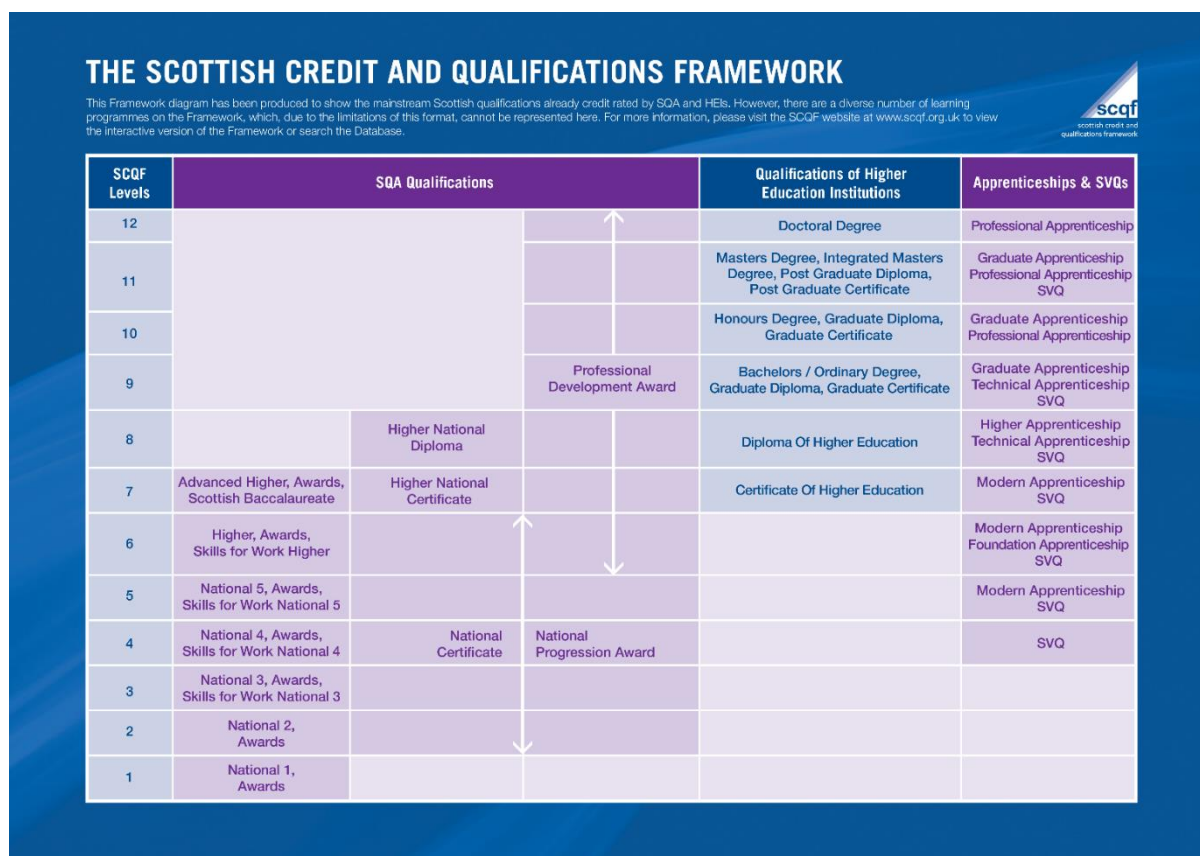 THE SCOTTISH CREDIT AND QUALIFICATIONS FRAMEWORK
This Framework diagram has been produced to show the mainstream Scottish qualifications already credit rated by SQA and HEIs. However, there are a diverse number of learning
programmes on the Framework, which, due to the limitations of this format, cannot be represented here. For more information, please visit the SCQF website at www.scqf.org.uk to view
the interactive version of the Framework or search the Database.
scqf
scottish credit and
qualifications framework
SCQF
Levels
SQA Qualifications
Qualifications of Higher
Education Institutions
Apprenticeships & SVQs
12
Doctoral Degree
Professional Apprenticeship
11
Masters Degree, Integrated Masters
Degree, Post Graduate Diploma,
Post Graduate Certificate
Graduate Apprenticeship
Professional Apprenticeship
SVQ
10
Honours Degree, Graduate Diploma,
Graduate Certificate
Graduate Apprenticeship
Professional Apprenticeship
9
Professional
Development Award
Bachelors / Ordinary Degree,
Graduate Diploma, Graduate Certificate
Graduate Apprenticeship
Technical Apprenticeship
SVQ
8
Higher National
Diploma
Diploma Of Higher Education
Higher Apprenticeship
Technical Apprenticeship
SVQ
7
Advanced Higher, Awards,
Scottish Baccalaureate
Higher National
Certificate
Certificate Of Higher Education
Modern Apprenticeship
SVQ
6
Higher, Awards,
Skills for Work Higher
Modern Apprenticeship
Foundation Apprenticeship
SVQ
5
National 5, Awards,
Skills for Work National 5
Modern Apprenticeship
SVQ
4
National 4, Awards,
Skills for Work National 4
National
Certificate
National
Progression Award
SVQ
3
National 3, Awards,
Skills for Work National 3
2
National 2,
Awards
1
National 1,
Awards